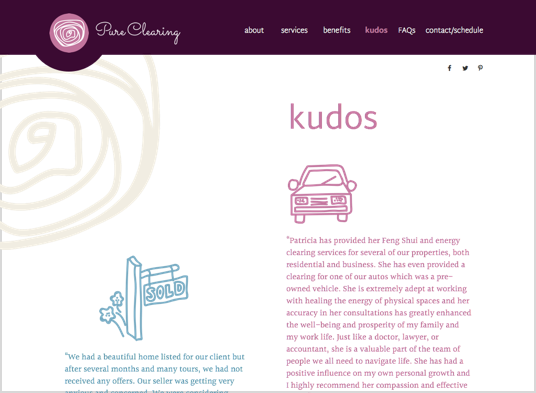 Pure Clearing
about services benefits kudos FAQs contact/schedule
kudos
SOLD
"We had a beautiful home listed for our client but
after several months and many tours, we had not
received any offers. Our seller was getting very
anxious and concerned. We were considering
"Patricia has provided her Feng Shui and energy
clearing services for several of our properties, both
residential and business. She has even provided a
clearing for one of our autos which was a pre-
owned vehicle. She is extremely adept at working
with healing the energy of physical spaces and her
accuracy in her consultations has greatly enhanced
the well-being and prosperity of my family and
my work life. Just like a doctor, lawyer, or
accountant, she is a valuable part of the team of
people we all need to navigate life. She has had a
positive influence on my own personal growth and
I highly recommend her compassion and effective